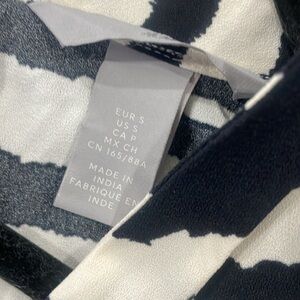 EUR S
US S
CA P
MX CH
CN 165/88A
MADE IN
INDIA
FABRIQUE EN
INDE